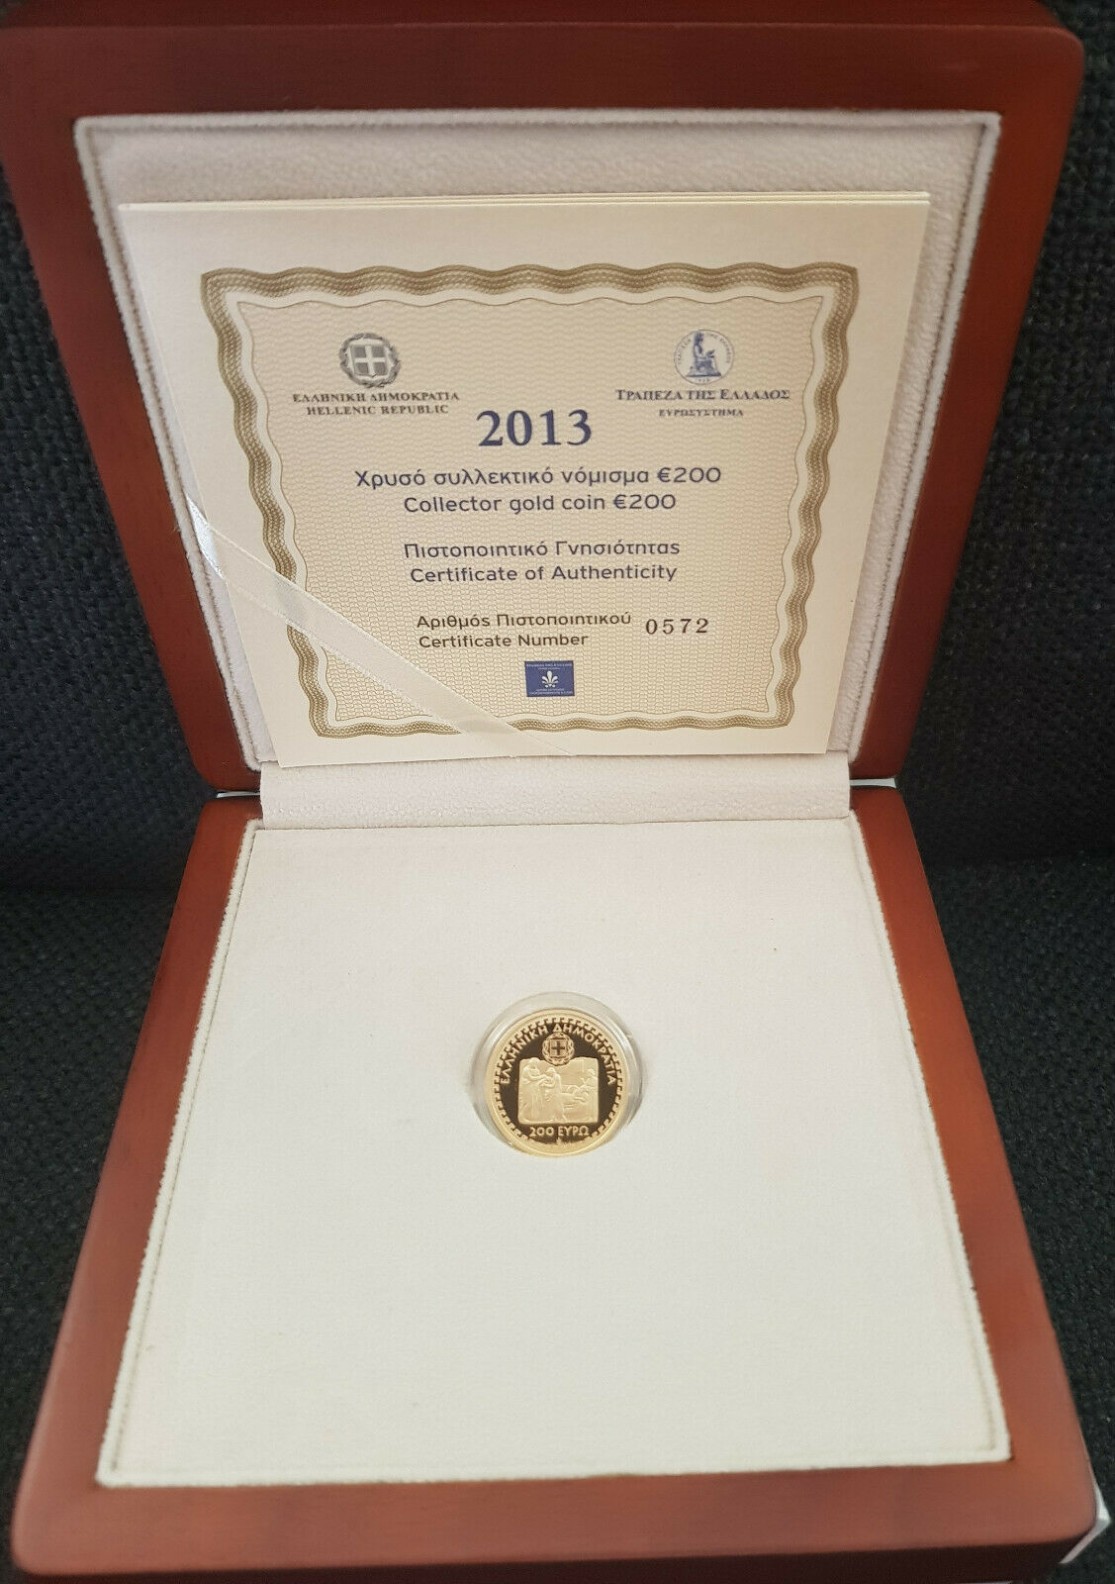 ΕΛΛΗΝΙΚΗ ΔΗΜΟΚΡΑΤΙΑ
HELLENIC REPUBLIC
ΤΡΑΠΕΖΑ ΤΗΣ ΕΛΛΑΔΟΣ
ΕΥΡΩΣΥΣΤΗΜΑ
2013
Χρυσό συλλεκτικό νόμισμα €200
Collector gold coin €200
Πιστοποιητικό Γνησιότητας
Certificate of Authenticity
Αριθμός Πιστοποιητικού 0572
Certificate Number
ΕΛΛΗΝΙΚΗ ΔΗΜΟΚΡΑΤΙΑ
200 ΕΥΡΩ